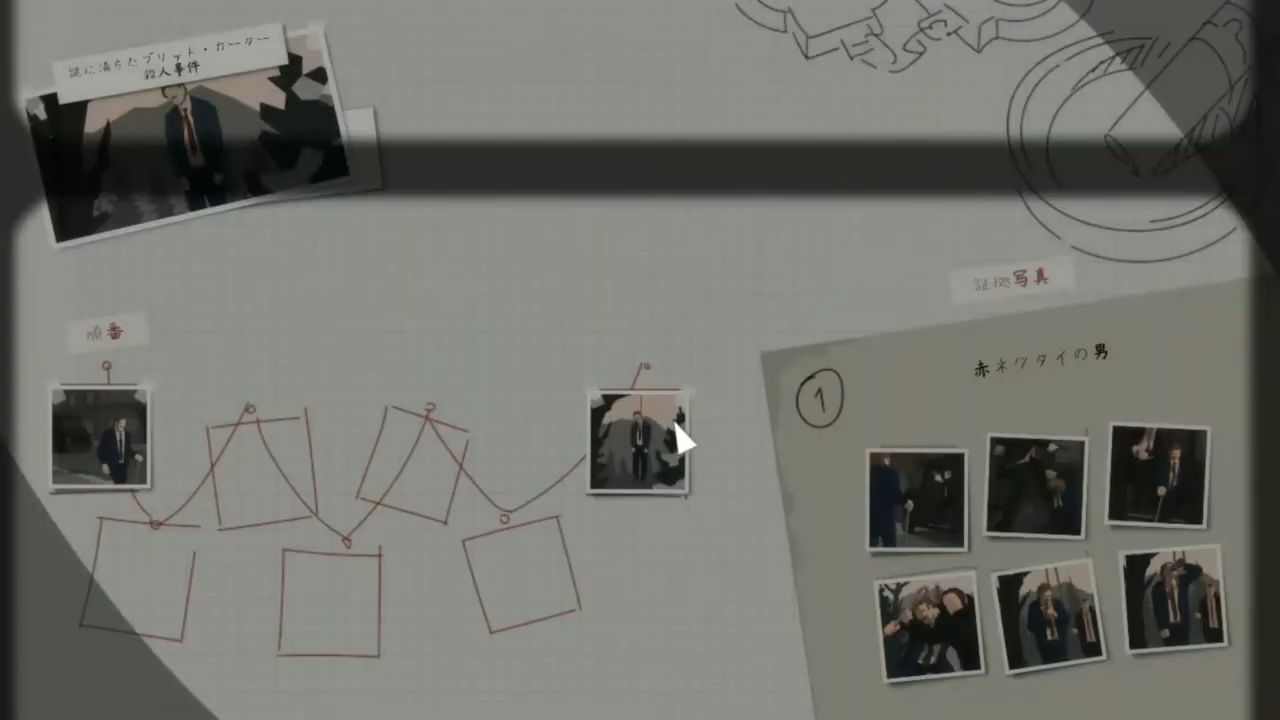 謎に満ちたブリット・カーター
殺人事件
順番
証拠写真
赤ネクタイの男
1